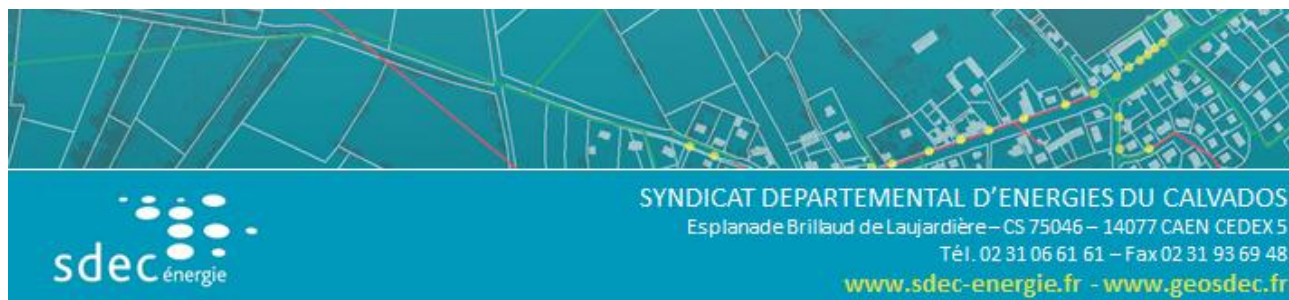 SYNDICAT DEPARTEMENTAL D'ENERGIES DU CALVADOS
Esplanade Brillaud de Laujardière – CS 75046 – 14077 CAEN CEDEX 5
Tél. 02 31 06 61 61 – Fax 02 31 93 69 48
www.sdec-energie.fr - www.geosdec.fr
sdec énergie